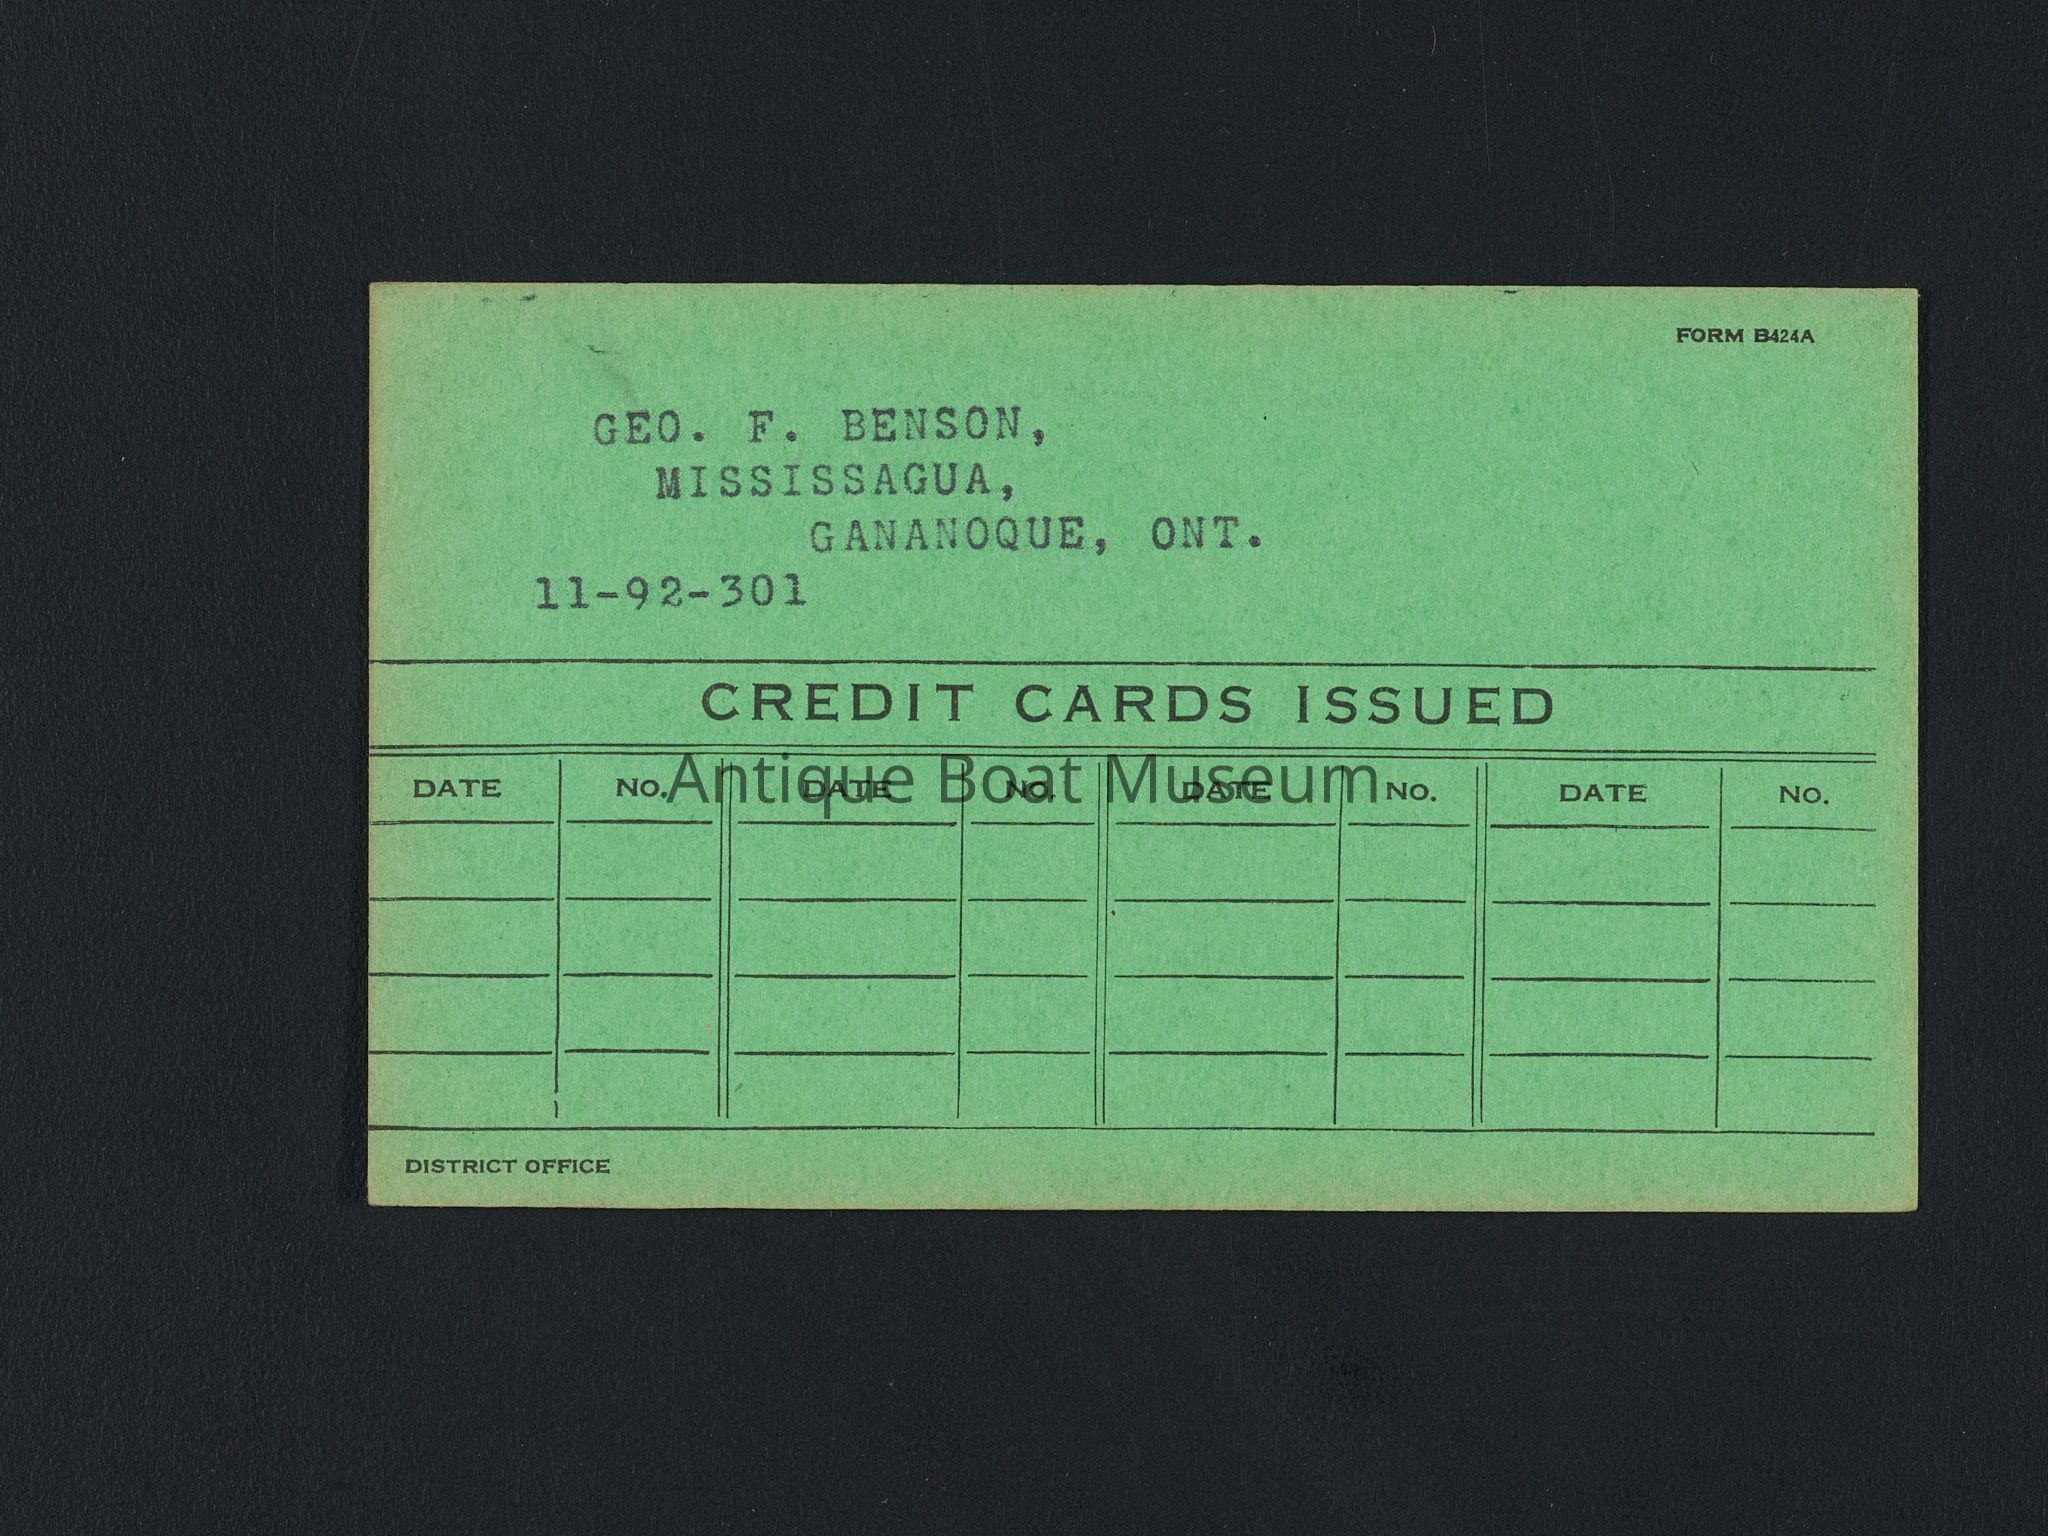 FORM B424A
GEO. F. BENSON,
MISSISSAGUA,
GANANOQUE, ONT.
11-92-301
CREDIT CARDS ISSUED
Antique Boat Museum
DATE NO. DATE NO. DATE NO. DATE NO.
DISTRICT OFFICE